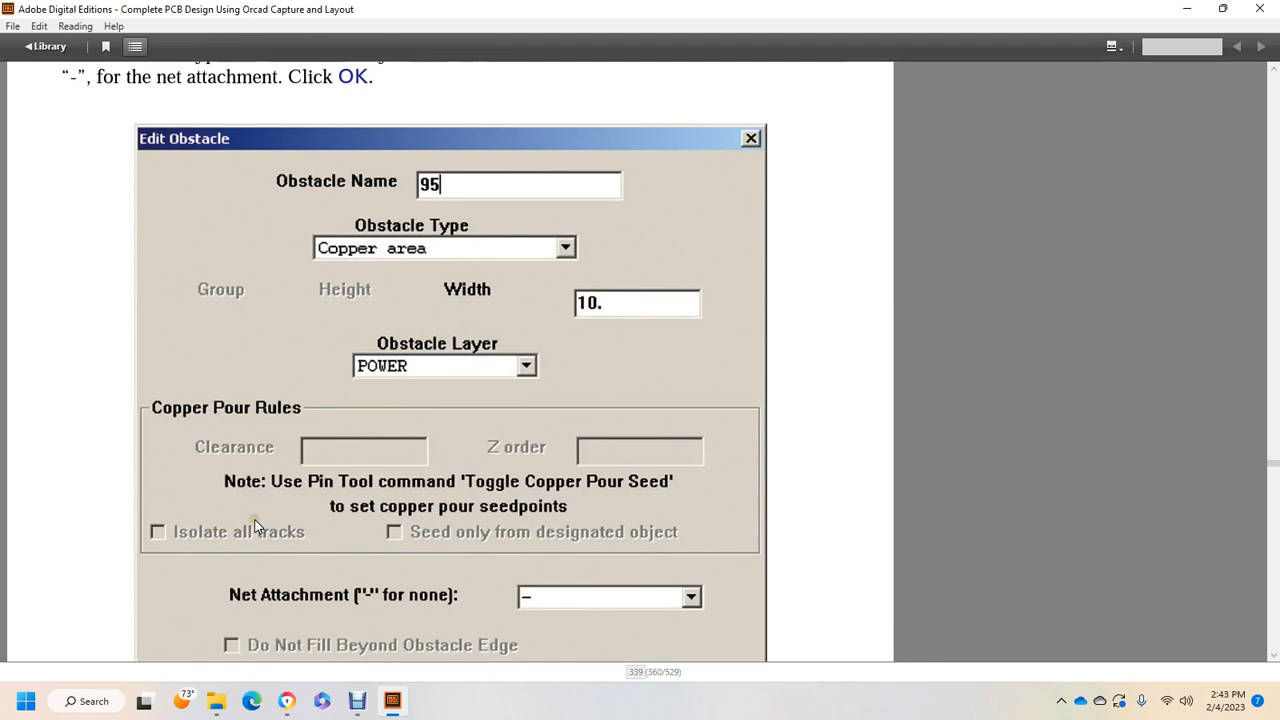 Adobe Digital Editions - Complete PCB Design Using Orcad Capture and Layout
File Edit Reading Help
Library
"-", for the net attachment. Click OK.
Edit Obstacle
Obstacle Name 95
Obstacle Type
Copper area
Group Height Width 10.
Obstacle Layer
POWER
Copper Pour Rules
Clearance Z order
Note: Use Pin Tool command 'Toggle Copper Pour Seed'
to set copper pour seedpoints
Isolate all tracks Seed only from designated object
Net Attachment ("-" for none): -
Do Not Fill Beyond Obstacle Edge
339 (360/529)
Search 73° 2:43 PM
2/4/2023 7